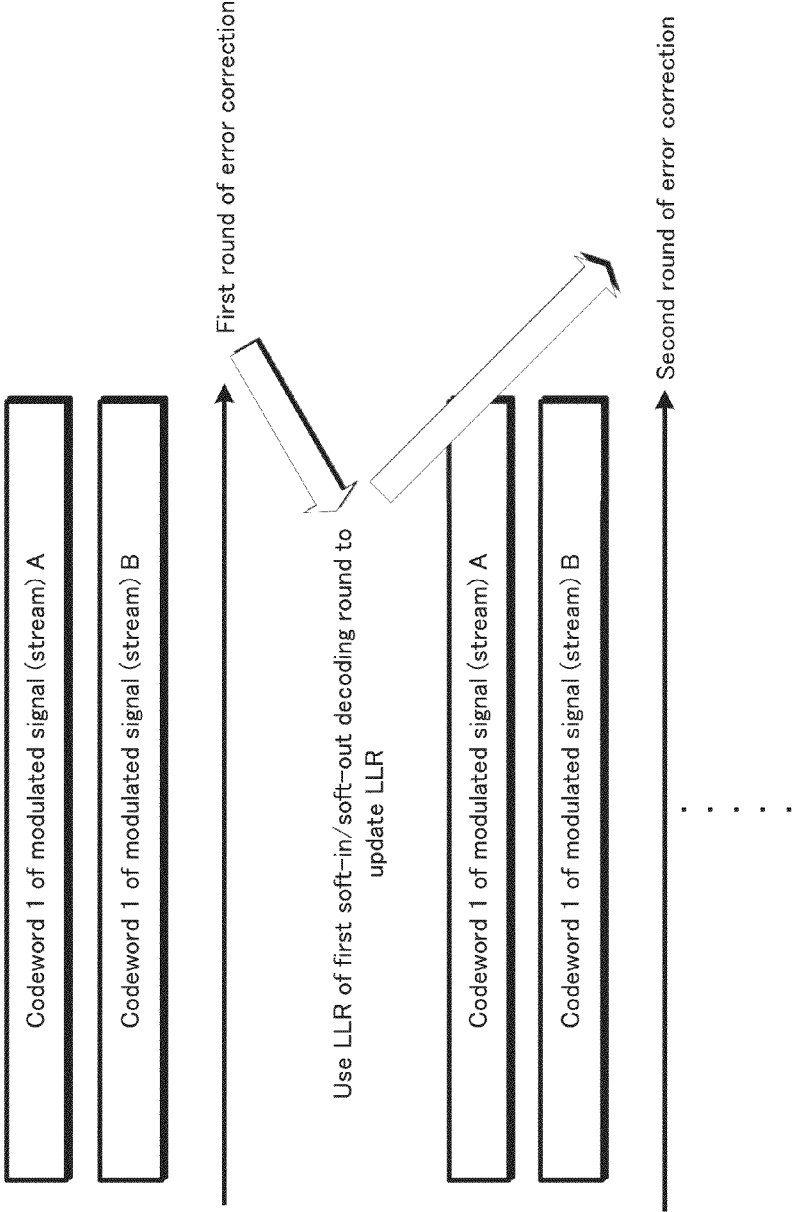 Codeword 1 of modulated signal (stream) A
Codeword 1 of modulated signal (stream) B
First round of error correction
Use LLR of first soft-in/soft-out decoding round to
update LLR
Codeword 1 of modulated signal (stream) A
Codeword 1 of modulated signal (stream) B
Second round of error correction
. . . . .